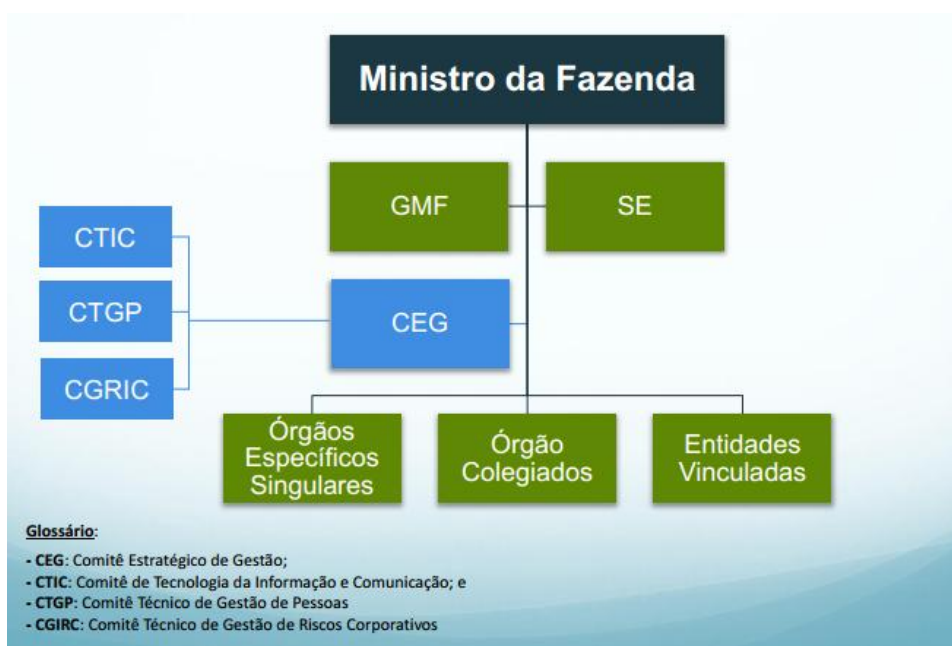 Ministro da Fazenda
GMF
SE
CTIC
CTGP
CEG
CGRIC
Órgãos
Específicos
Singulares
Órgão
Colegiados
Entidades
Vinculadas
Glossário:
- CEG: Comitê Estratégico de Gestão;
- CTIC: Comitê de Tecnologia da Informação e Comunicação; e
- CTGP: Comitê Técnico de Gestão de Pessoas
- CGIRC: Comitê Técnico de Gestão de Riscos Corporativos